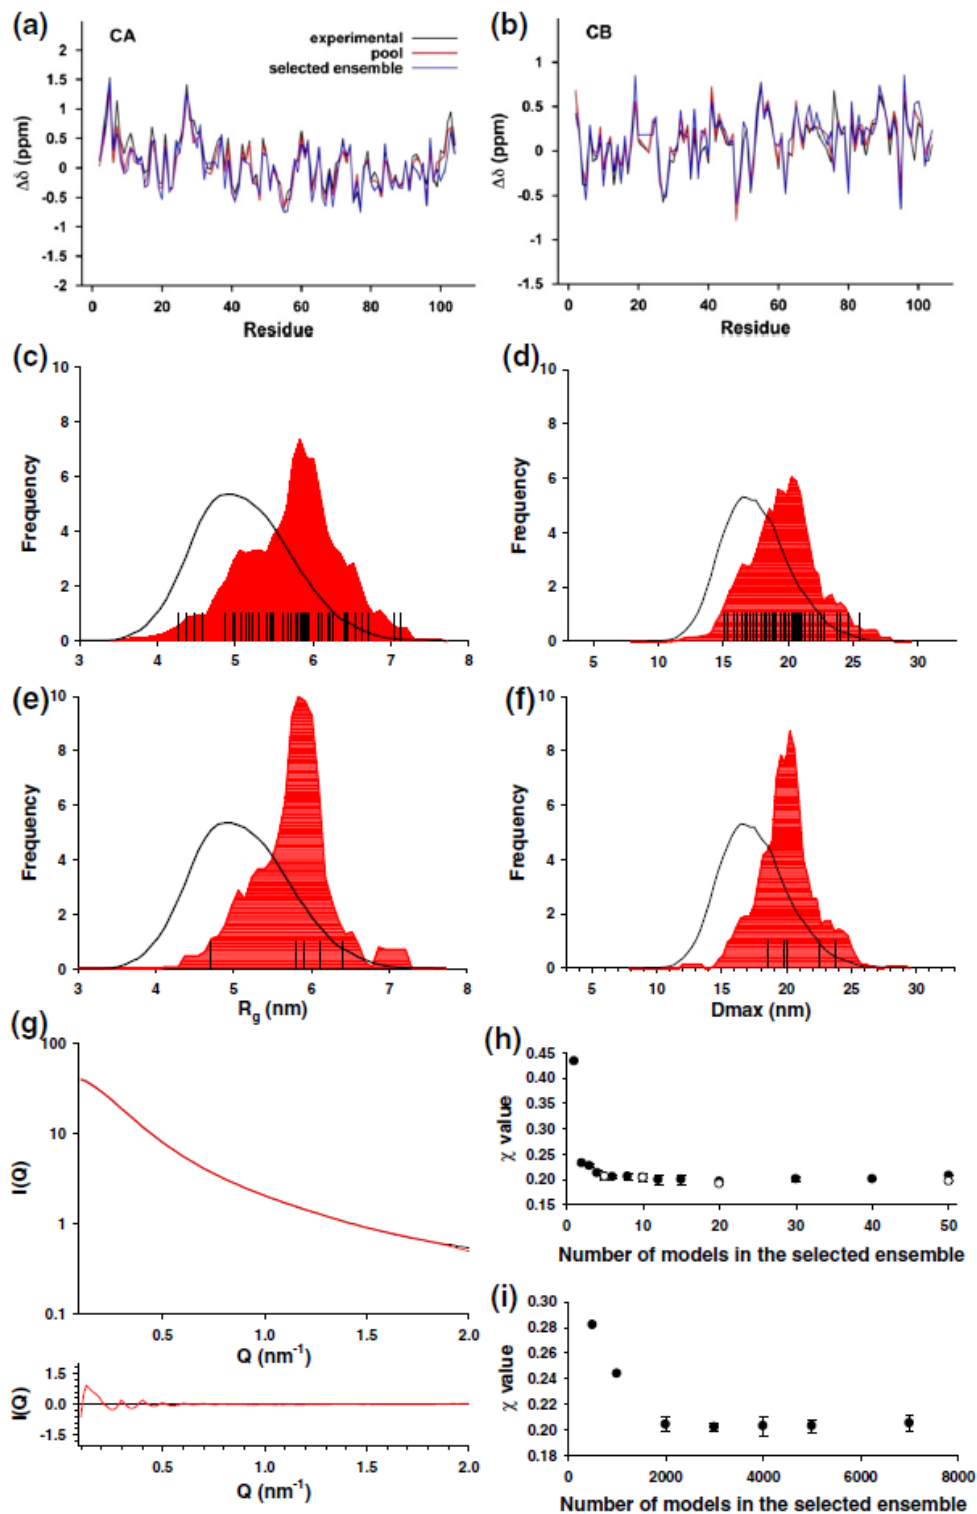 (a)
CA
experimental
pool
selected ensemble
2
1.5
1
0.5
0
-0.5
-1
-1.5
-2
Δδ (ppm)
0 20 40 60 80 100
Residue
(b)
CB
1
0.5
0
-0.5
-1
-1.5
Δδ (ppm)
0 20 40 60 80 100
Residue
(c)
10
8
6
4
2
0
Frequency
3 4 5 6 7 8
(d)
10
8
6
4
2
0
Frequency
5 10 15 20 25 30
(e)
10
8
6
4
2
0
Frequency
3 4 5 6 7 8
Rg (nm)
(f)
10
8
6
4
2
0
Frequency
5 10 15 20 25 30
Dmax (nm)
(g)
100
10
1
0.1
I(Q)
0.5 1.0 1.5 2.0
Q (nm-1)
1.5
0.0
-1.5
I(Q)
0.5 1.0 1.5 2.0
Q (nm-1)
(h)
0.45
0.40
0.35
0.30
0.25
0.20
0.15
χ value
0 10 20 30 40 50
Number of models in the selected ensemble
(i)
0.30
0.28
0.26
0.24
0.22
0.20
0.18
χ value
0 2000 4000 6000 8000
Number of models in the selected ensemble